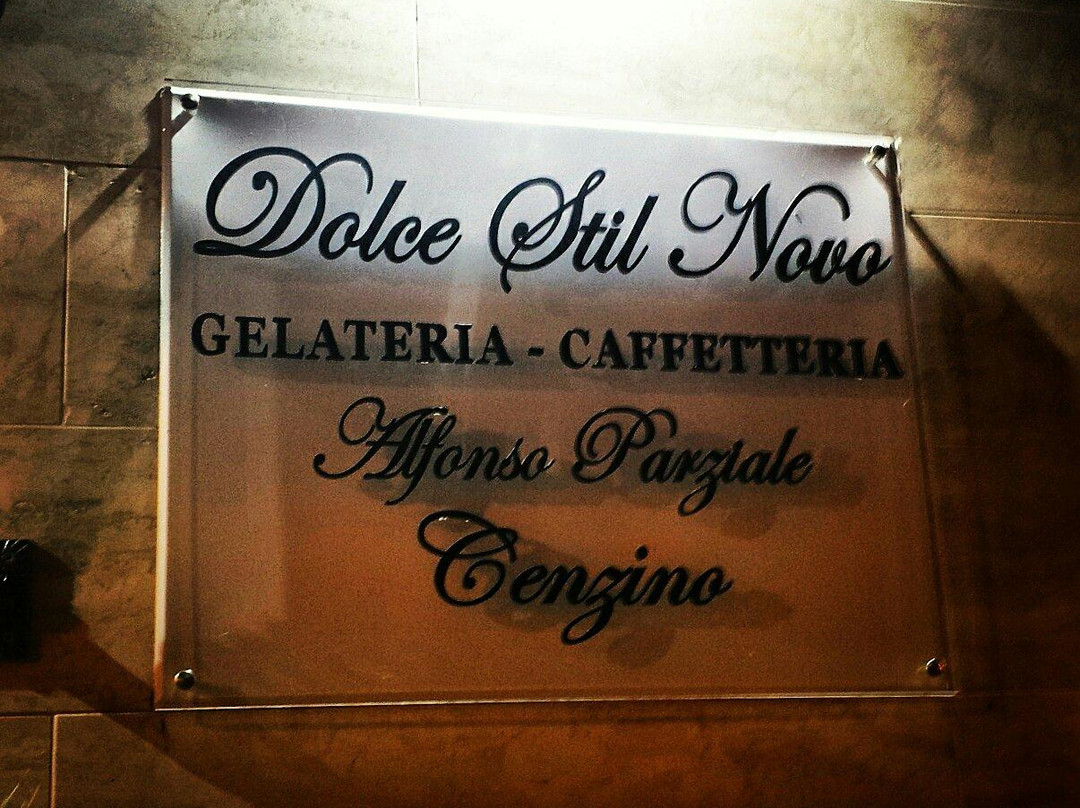 Dolce Stil Novo
GELATERIA - CAFFETTERIA
Alfonso Parziale
Cenzino